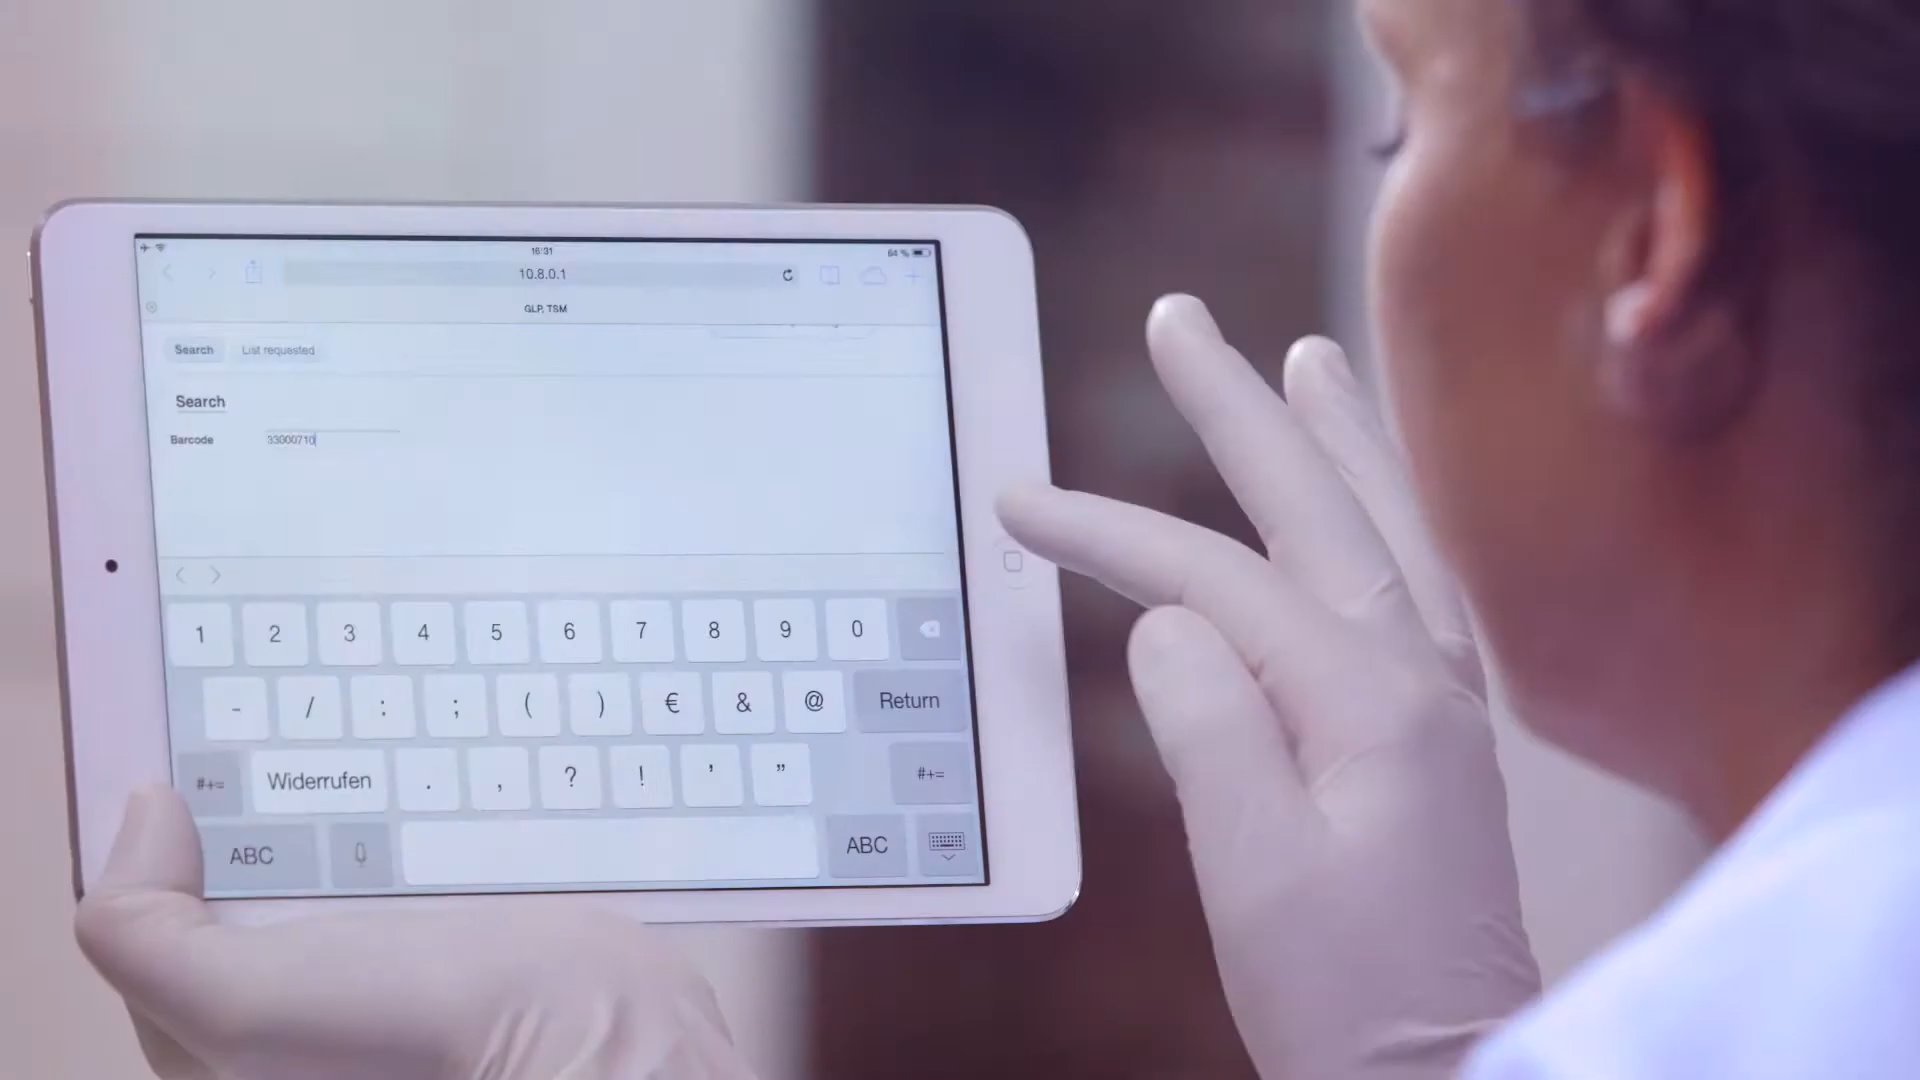 16:31
64 %
10.8.0.1
GLP, TSM
Search List requested
Search
Barcode 33000710
1 2 3 4 5 6 7 8 9 0
- / : ; ( ) € & @ Return
#+= Widerrufen . , ? ! ' " #+=
ABC ABC